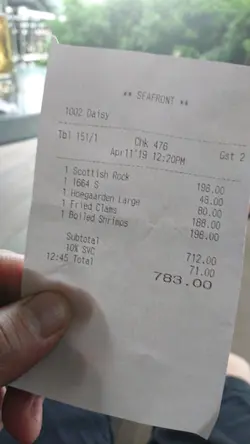 ** SEAFRONT **
1002 Daisy
Tbl 151/1 Chk 476 Gst 2
Apr11'19 12:20PM
1 Scottish Rock 198.00
1 1664 S 48.00
1 Hoegaarden Large 80.00
1 Fried Clams 188.00
1 Boiled Shrimps 198.00
Subtotal 712.00
10% SVC 71.00
12:45 Total 783.00